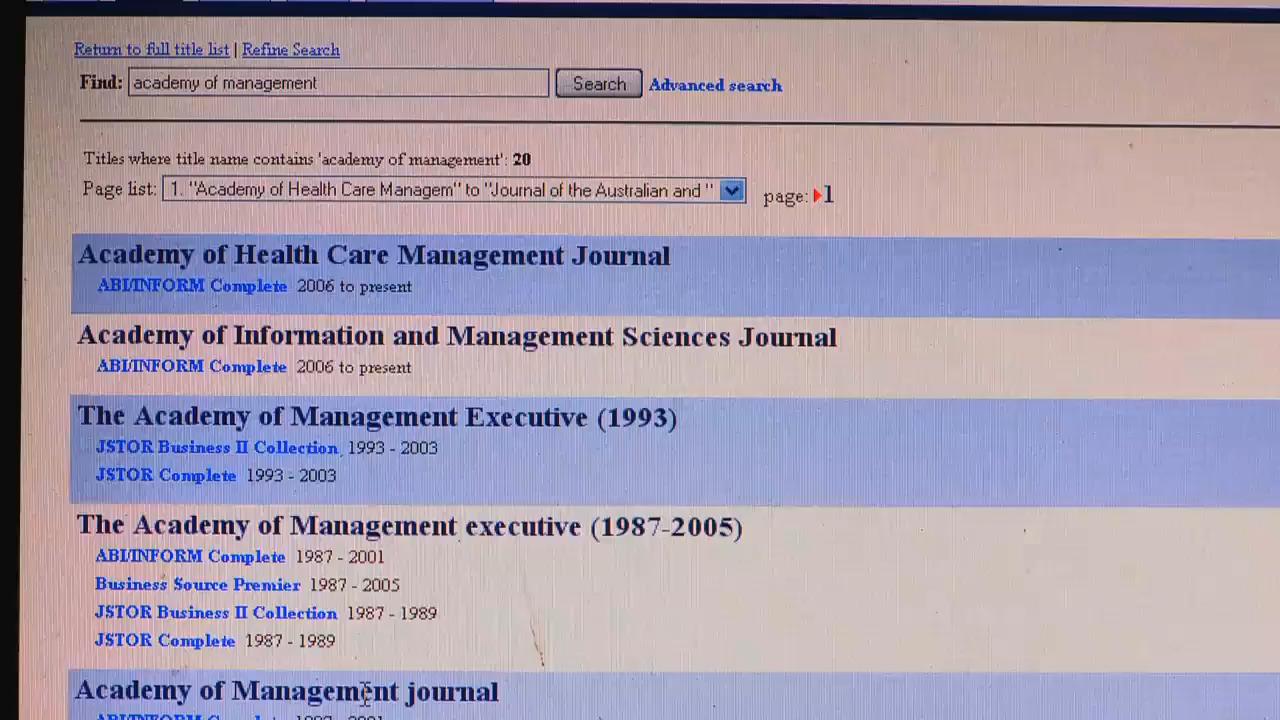 Return to full title list | Refine Search
Find: academy of management Search Advanced search
Titles where title name contains 'academy of management': 20
Page list: 1. "Academy of Health Care Managem" to "Journal of the Australian and " page: 1
Academy of Health Care Management Journal
ABI/INFORM Complete 2006 to present
Academy of Information and Management Sciences Journal
ABI/INFORM Complete 2006 to present
The Academy of Management Executive (1993)
JSTOR Business II Collection 1993 - 2003
JSTOR Complete 1993 - 2003
The Academy of Management executive (1987-2005)
ABI/INFORM Complete 1987 - 2001
Business Source Premier 1987 - 2005
JSTOR Business II Collection 1987 - 1989
JSTOR Complete 1987 - 1989
Academy of Management journal